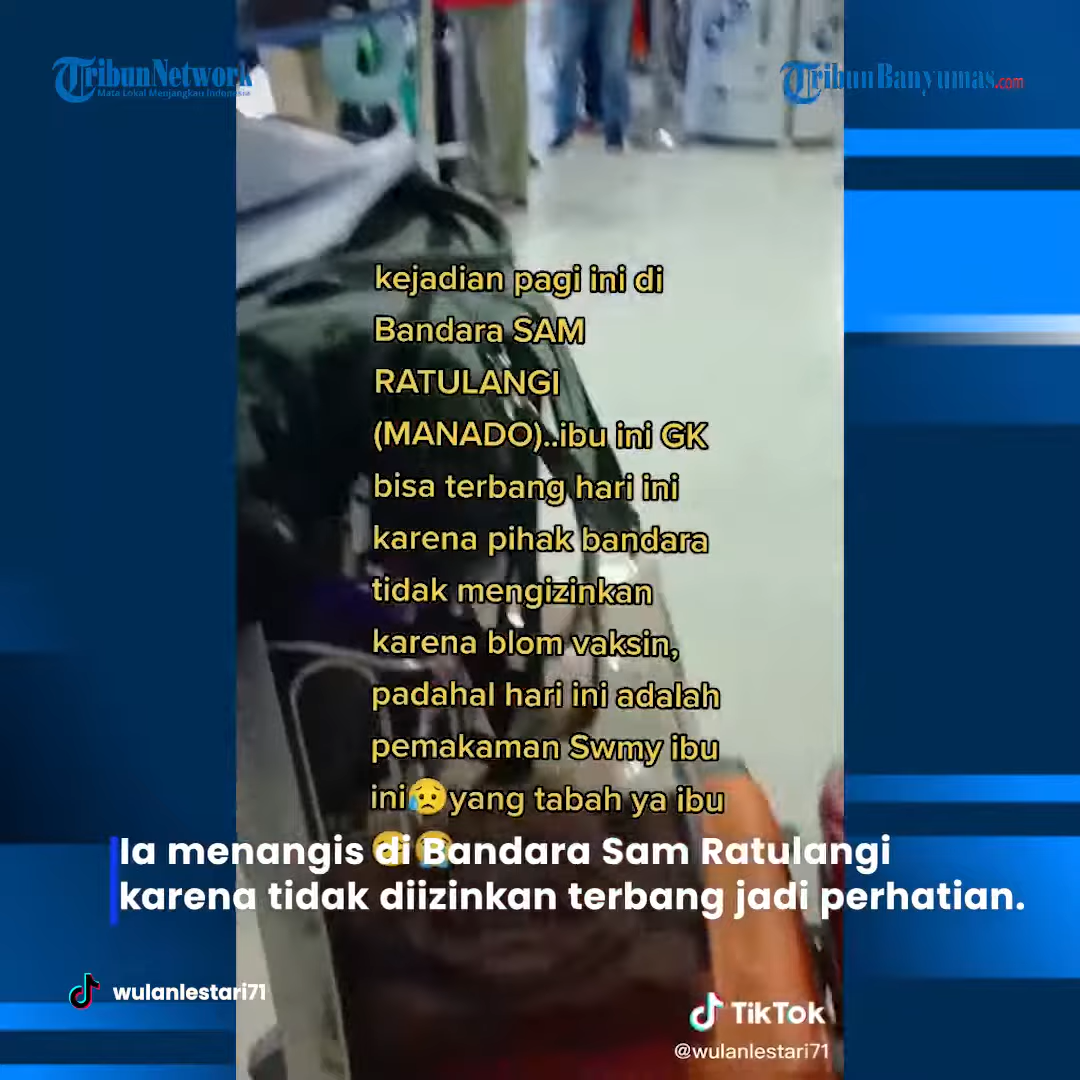 TribunNetwork
Mata Lokal Menjangkau Indonesia
TribunBanyumas.com
kejadian pagi ini di
Bandara SAM
RATULANGI
(MANADO)..ibu ini GK
bisa terbang hari ini
karena pihak bandara
tidak mengizinkan
karena blom vaksin,
padahal hari ini adalah
pemakaman Swmy ibu
ini😥yang tabah ya ibu
Ia menangis di Bandara Sam Ratulangi
karena tidak diizinkan terbang jadi perhatian.
wulanlestari71
TikTok
@wulanlestari71